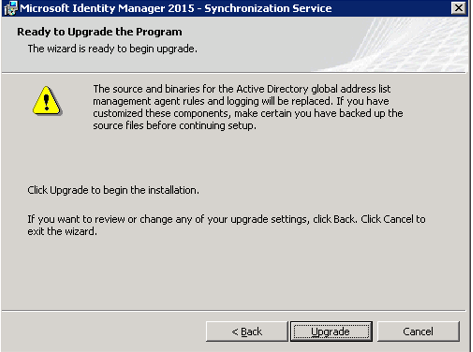 Microsoft Identity Manager 2015 - Synchronization Service
Ready to Upgrade the Program
The wizard is ready to begin upgrade.
The source and binaries for the Active Directory global address list
management agent rules and logging will be replaced. If you have
customized these components, make certain you have backed up the
source files before continuing setup.
Click Upgrade to begin the installation.
If you want to review or change any of your upgrade settings, click Back. Click Cancel to
exit the wizard.
< Back Upgrade Cancel